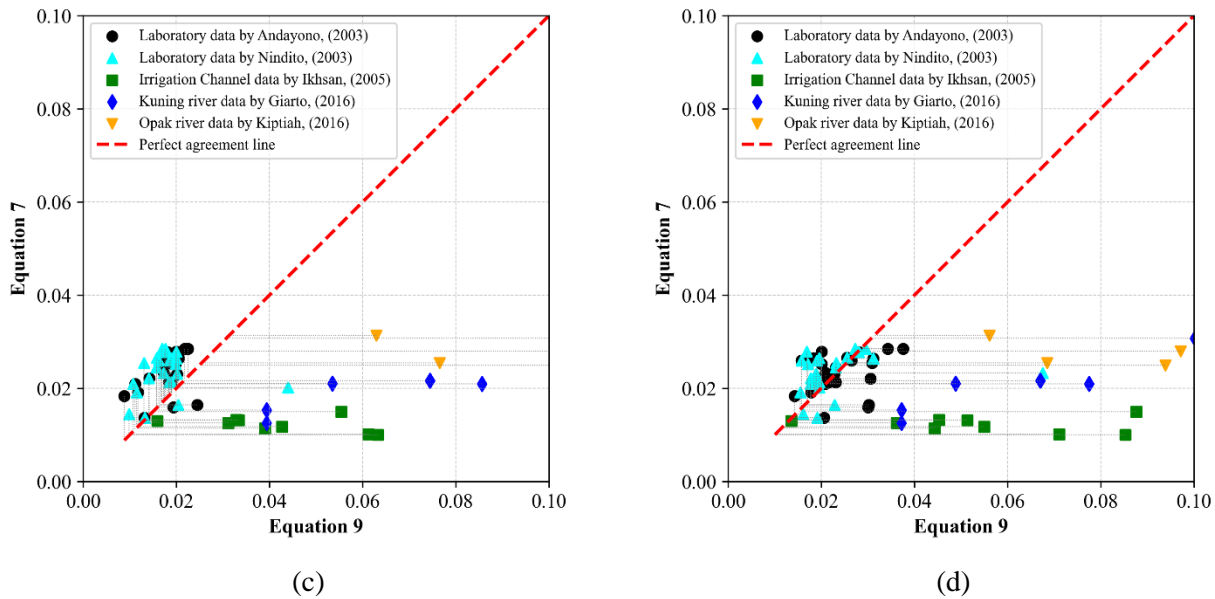 0.10
0.08
0.06
0.04
0.02
0.00
Equation 7
Laboratory data by Andayono, (2003)
Laboratory data by Nindito, (2003)
Irrigation Channel data by Ikhsan, (2005)
Kuning river data by Giarto, (2016)
Opak river data by Kiptiah, (2016)
Perfect agreement line
0.00 0.02 0.04 0.06 0.08 0.10
Equation 9
(c)
0.10
0.08
0.06
0.04
0.02
0.00
Equation 7
Laboratory data by Andayono, (2003)
Laboratory data by Nindito, (2003)
Irrigation Channel data by Ikhsan, (2005)
Kuning river data by Giarto, (2016)
Opak river data by Kiptiah, (2016)
Perfect agreement line
0.00 0.02 0.04 0.06 0.08 0.10
Equation 9
(d)